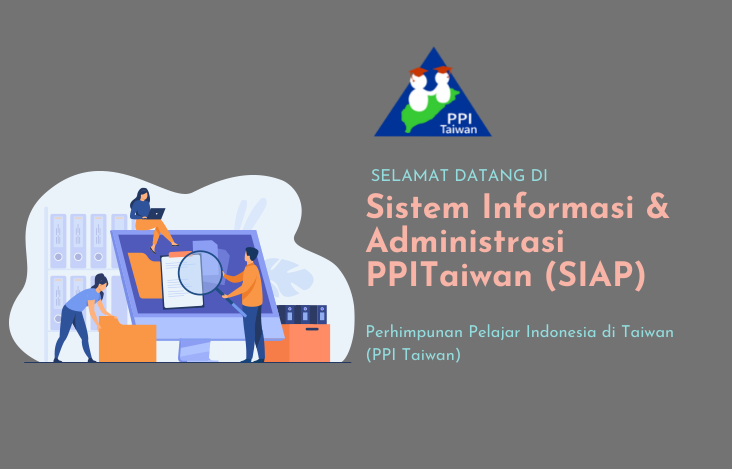 PPI
Taiwan
SELAMAT DATANG DI
Sistem Informasi &
Administrasi
PPITaiwan (SIAP)
Perhimpunan Pelajar Indonesia di Taiwan
(PPI Taiwan)